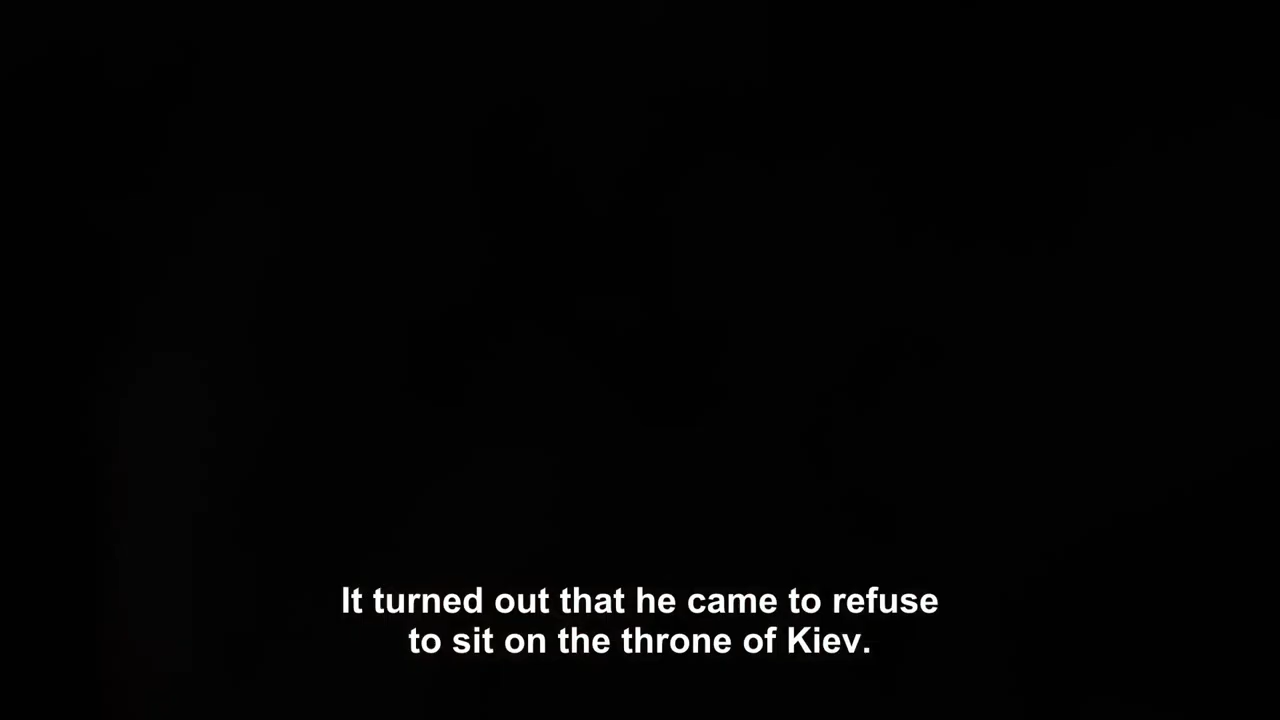 It turned out that he came to refuse
to sit on the throne of Kiev.